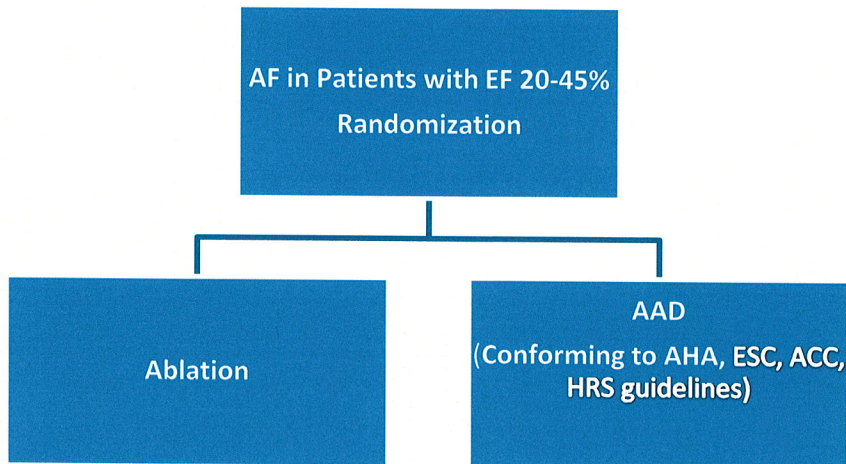 AF in Patients with EF 20-45%
Randomization
Ablation
AAD
(Conforming to AHA, ESC, ACC,
HRS guidelines)